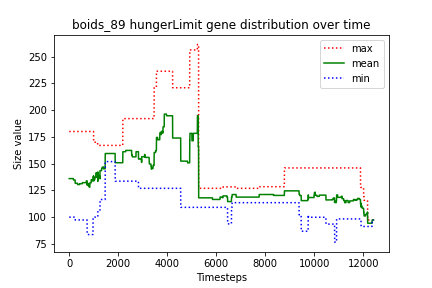 boids_89 hungerLimit gene distribution over time
max
mean
min
Size value
250
225
200
175
150
125
100
75
0
2000
4000
6000
8000
10000
12000
Timesteps